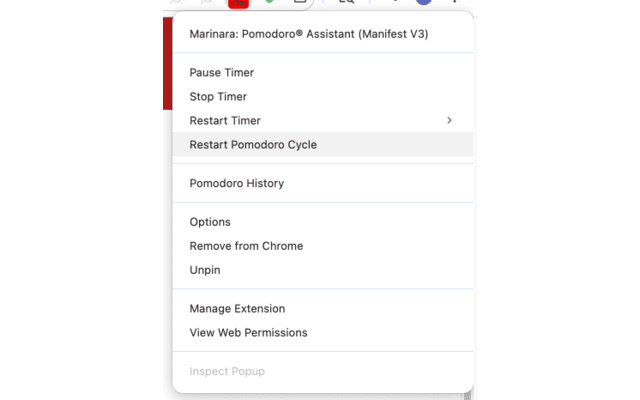 Marinara: Pomodoro® Assistant (Manifest V3)
Pause Timer
Stop Timer
Restart Timer
Restart Pomodoro Cycle
Pomodoro History
Options
Remove from Chrome
Unpin
Manage Extension
View Web Permissions
Inspect Popup